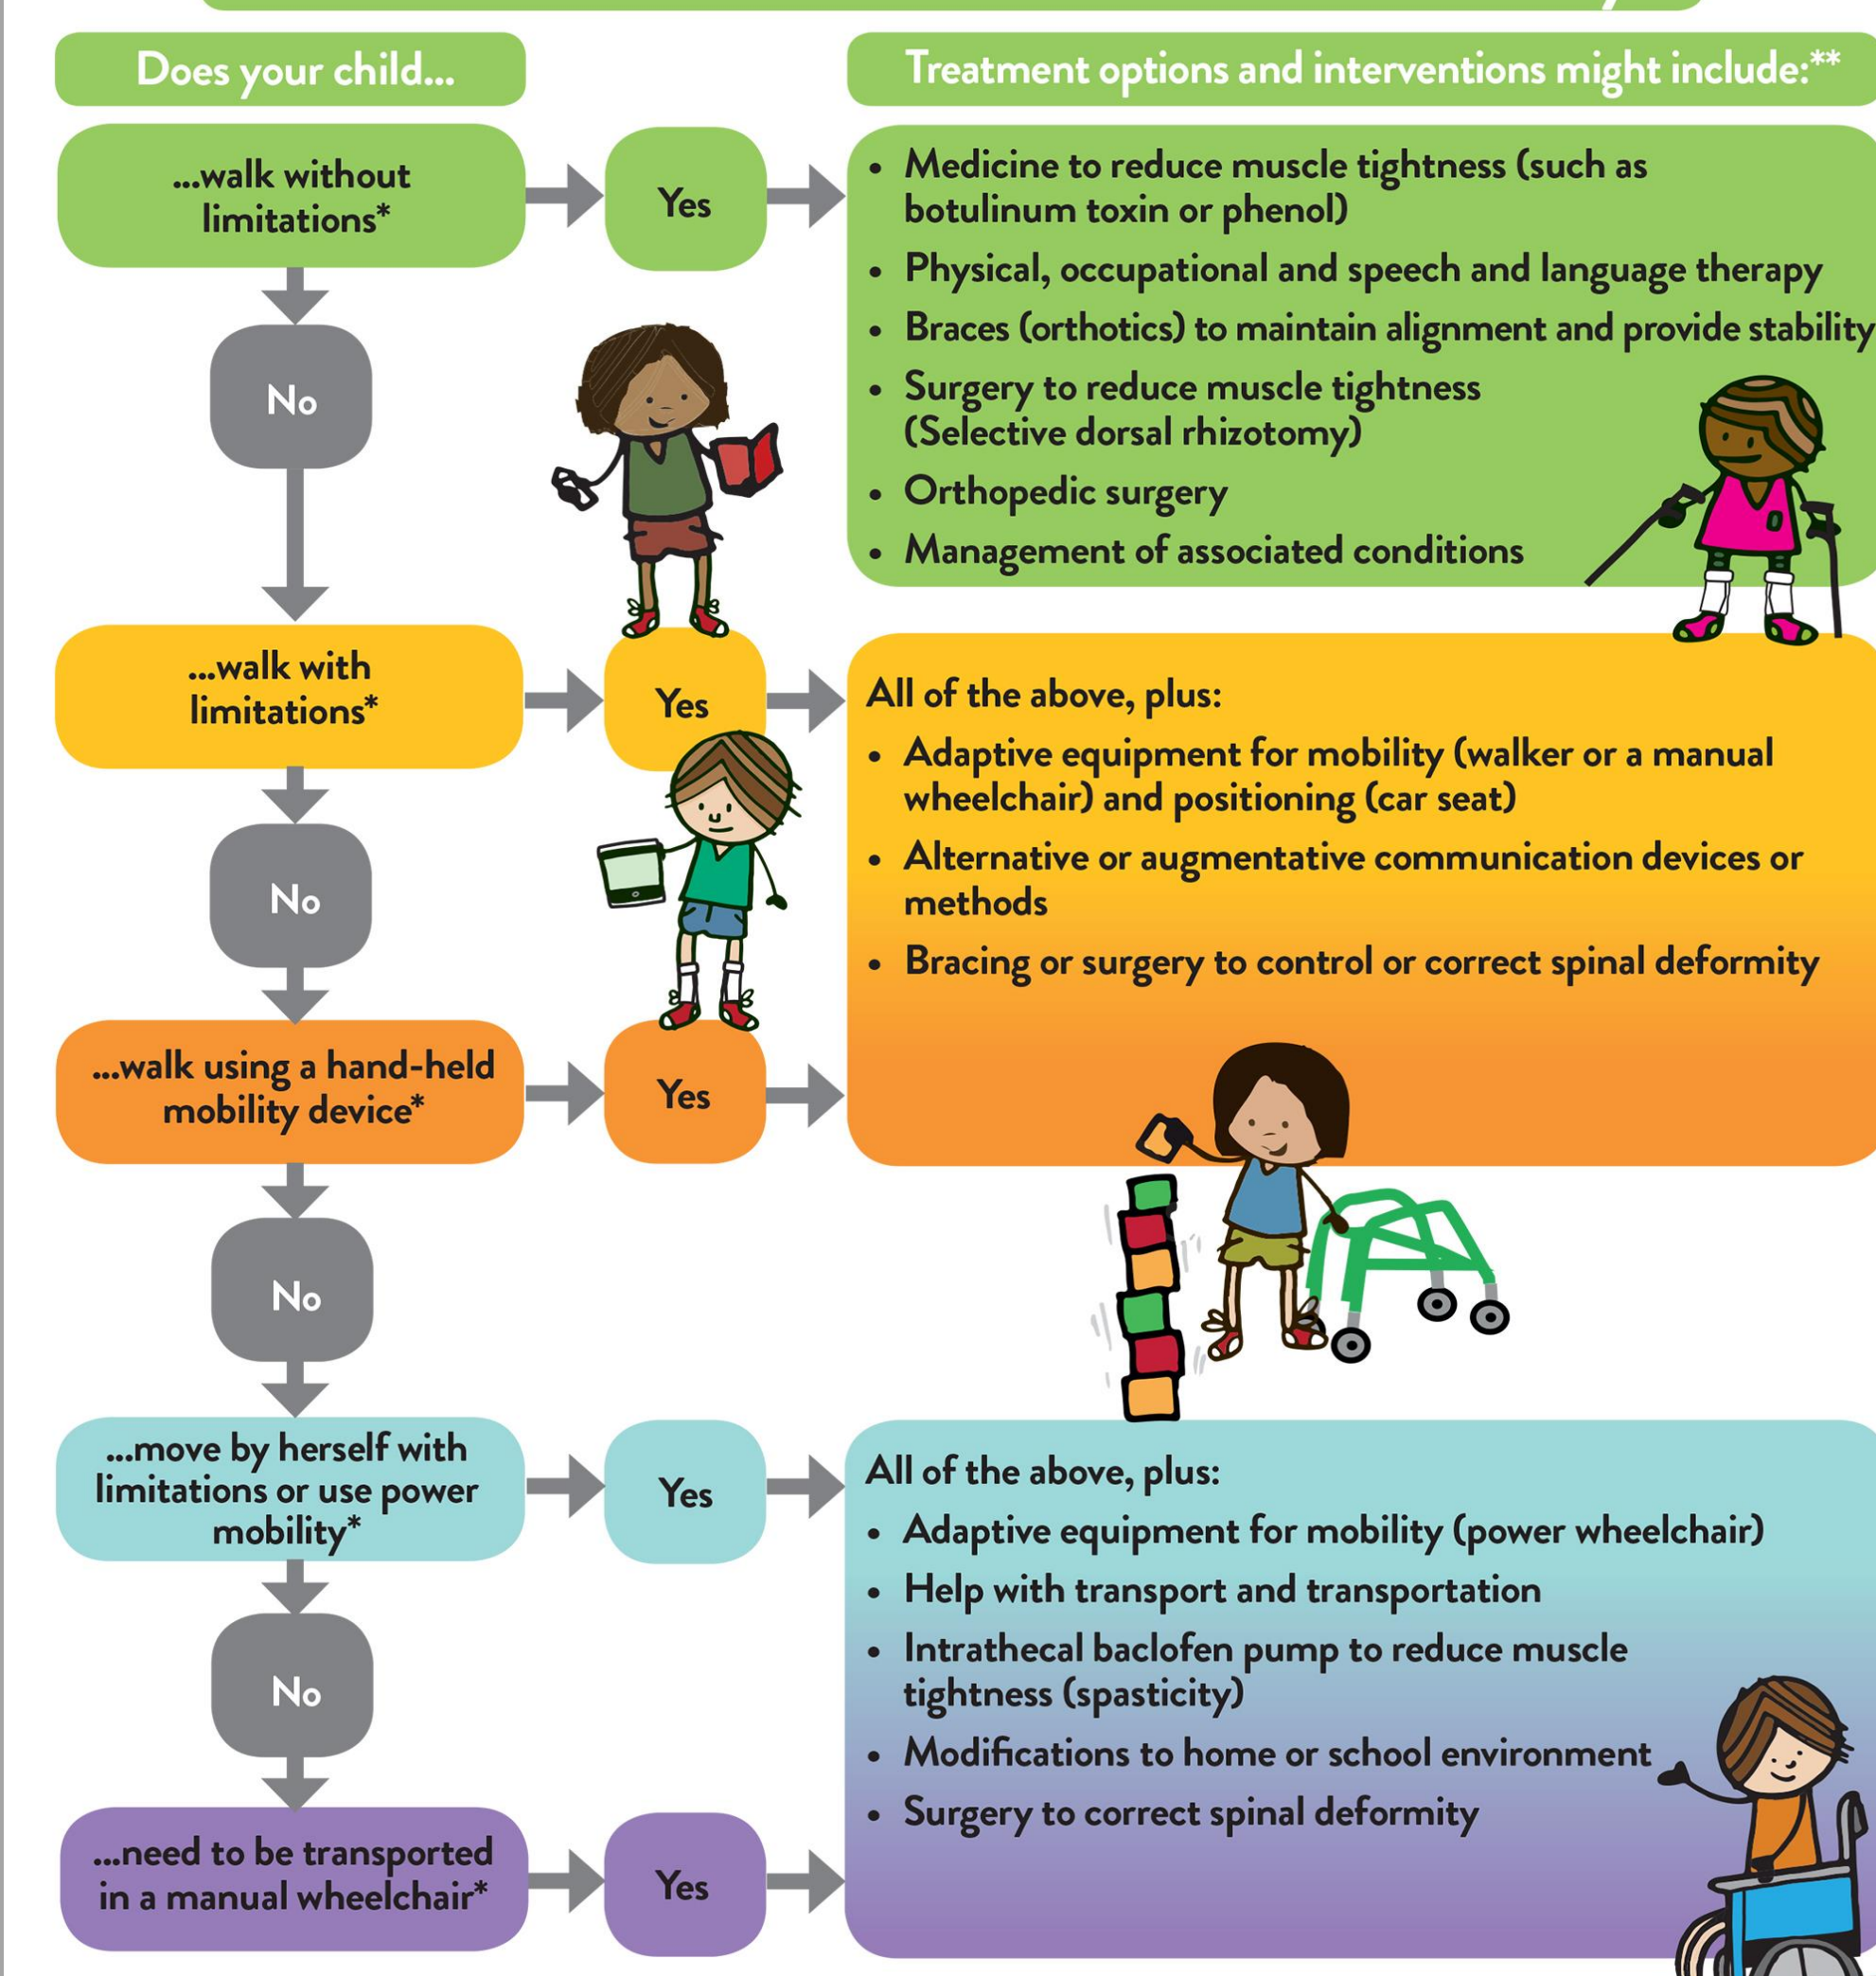 Does your child...
Treatment options and interventions might include:**
...walk without
limitations*
Yes
• Medicine to reduce muscle tightness (such as
botulinum toxin or phenol)
• Physical, occupational and speech and language therapy
• Braces (orthotics) to maintain alignment and provide stability
• Surgery to reduce muscle tightness
(Selective dorsal rhizotomy)
• Orthopedic surgery
• Management of associated conditions
No
...walk with
limitations*
Yes
All of the above, plus:
• Adaptive equipment for mobility (walker or a manual
wheelchair) and positioning (car seat)
• Alternative or augmentative communication devices or
methods
• Bracing or surgery to control or correct spinal deformity
No
...walk using a hand-held
mobility device*
Yes
No
...move by herself with
limitations or use power
mobility*
Yes
All of the above, plus:
• Adaptive equipment for mobility (power wheelchair)
• Help with transport and transportation
• Intrathecal baclofen pump to reduce muscle
tightness (spasticity)
• Modifications to home or school environment
• Surgery to correct spinal deformity
No
...need to be transported
in a manual wheelchair*
Yes